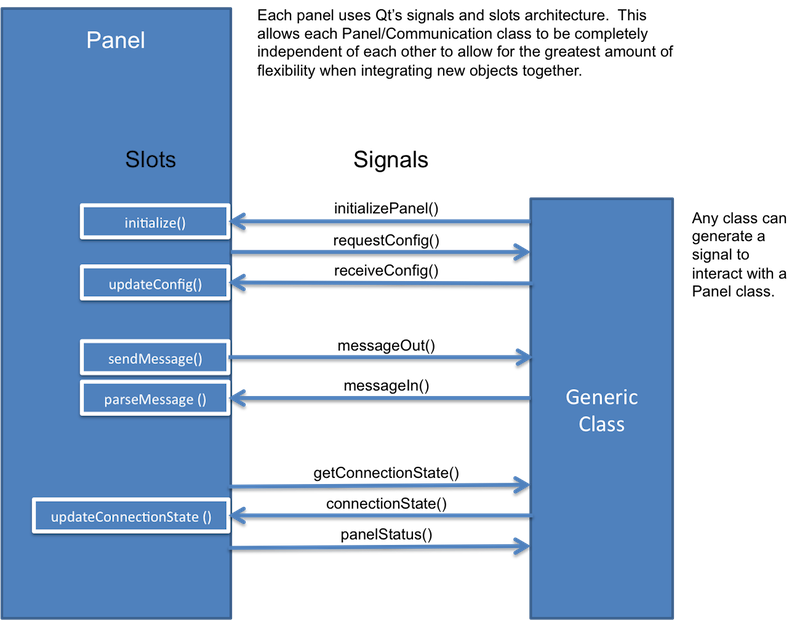 Each panel uses Qt's signals and slots architecture. This
allows each Panel/Communication class to be completely
independent of each other to allow for the greatest amount of
flexibility when integrating new objects together.
Panel
Slots
Signals
initializePanel()
initialize()
requestConfig()
receiveConfig()
updateConfig()
messageOut()
sendMessage()
messageIn()
parseMessage ()
getConnectionState()
connectionState()
updateConnectionState ()
panelStatus()
Generic
Class
Any class can
generate a
signal to
interact with a
Panel class.